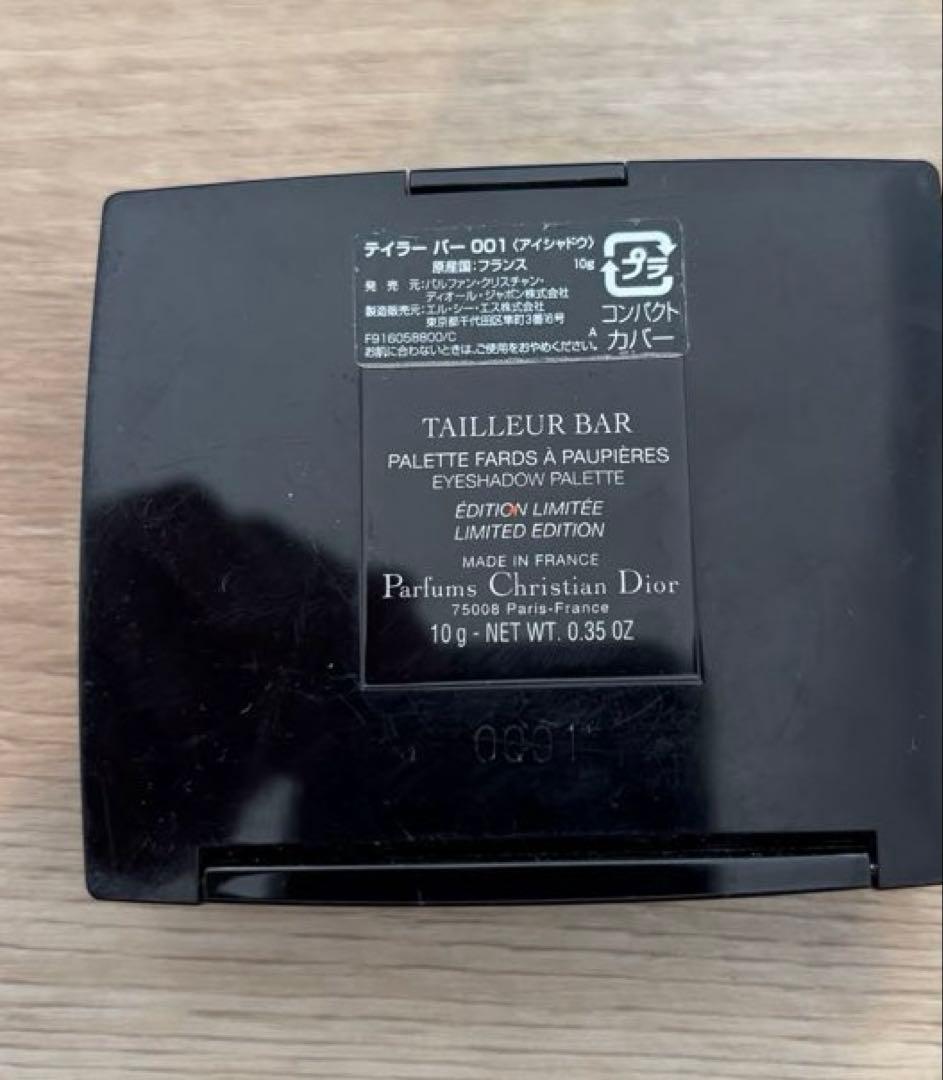 テイラー バー 001〈アイシャドウ〉
原産国:フランス 10g
発売元:パルファン・クリスチャン・
ディオール・ジャポン株式会社
製造販売元:エル・シー・エス株式会社
東京都千代田区隼町3番16号
F916058800/C A
お肌に合わないときは、ご使用をおやめください。
プラ
コンパクト
カバー
TAILLEUR BAR
PALETTE FARDS À PAUPIÈRES
EYESHADOW PALETTE
ÉDITION LIMITÉE
LIMITED EDITION
MADE IN FRANCE
Parfums Christian Dior
75008 Paris-France
10 g - NET WT. 0.35 OZ